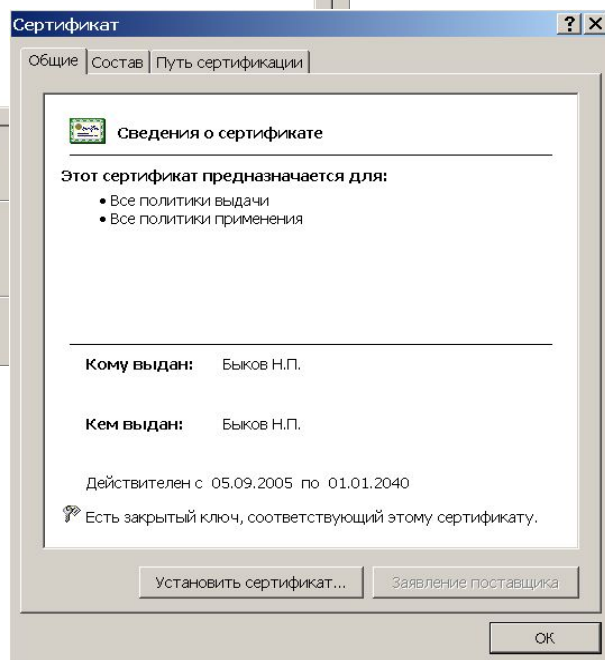 Сертификат
Общие Состав Путь сертификации
Сведения о сертификате
Этот сертификат предназначается для:
• Все политики выдачи
• Все политики применения
Кому выдан: Быков Н.П.
Кем выдан: Быков Н.П.
Действителен с 05.09.2005 по 01.01.2040
Есть закрытый ключ, соответствующий этому сертификату.
Установить сертификат... Заявление поставщика
ОК